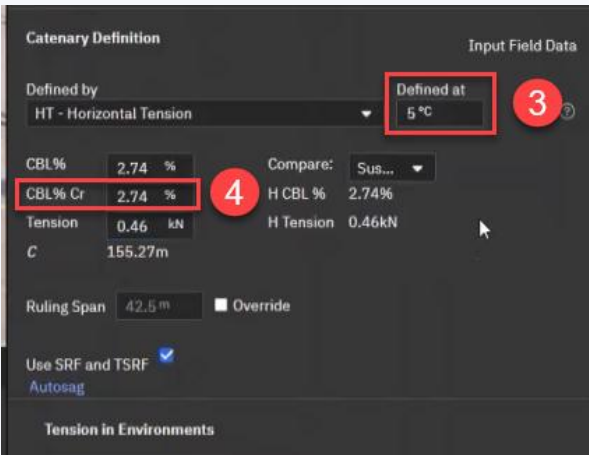 Catenary Definition
Input Field Data
Defined by
Defined at
HT - Horizontal Tension
5 °C
3
CBL% 2.74 % Compare: Sus...
CBL% Cr 2.74 % 4 H CBL % 2.74%
Tension 0.46 kN H Tension 0.46kN
C 155.27m
Ruling Span 42.5 m Override
Use SRF and TSRF
Autosag
Tension in Environments